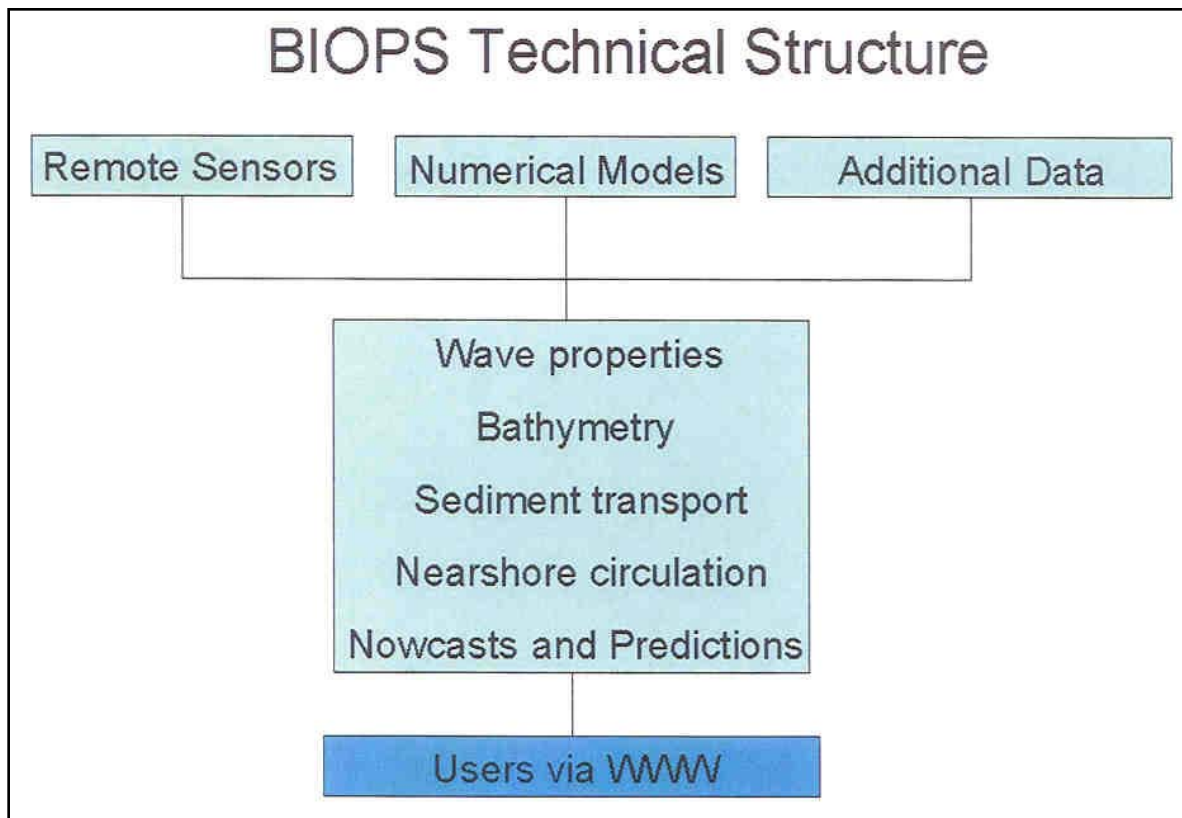 BIOPS Technical Structure
Remote Sensors
Numerical Models
Additional Data
Wave properties
Bathymetry
Sediment transport
Nearshore circulation
Nowcasts and Predictions
Users via WWW